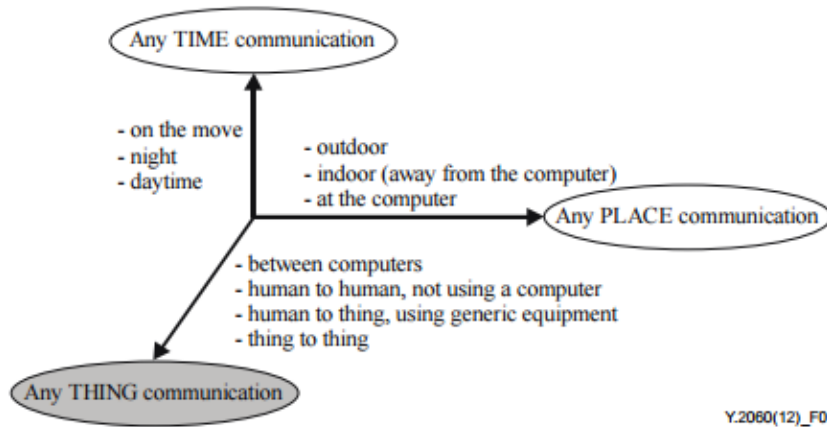 Any TIME communication
- on the move
- night
- daytime
- outdoor
- indoor (away from the computer)
- at the computer
Any PLACE communication
- between computers
- human to human, not using a computer
- human to thing, using generic equipment
- thing to thing
Any THING communication
Y.2060(12)_F0